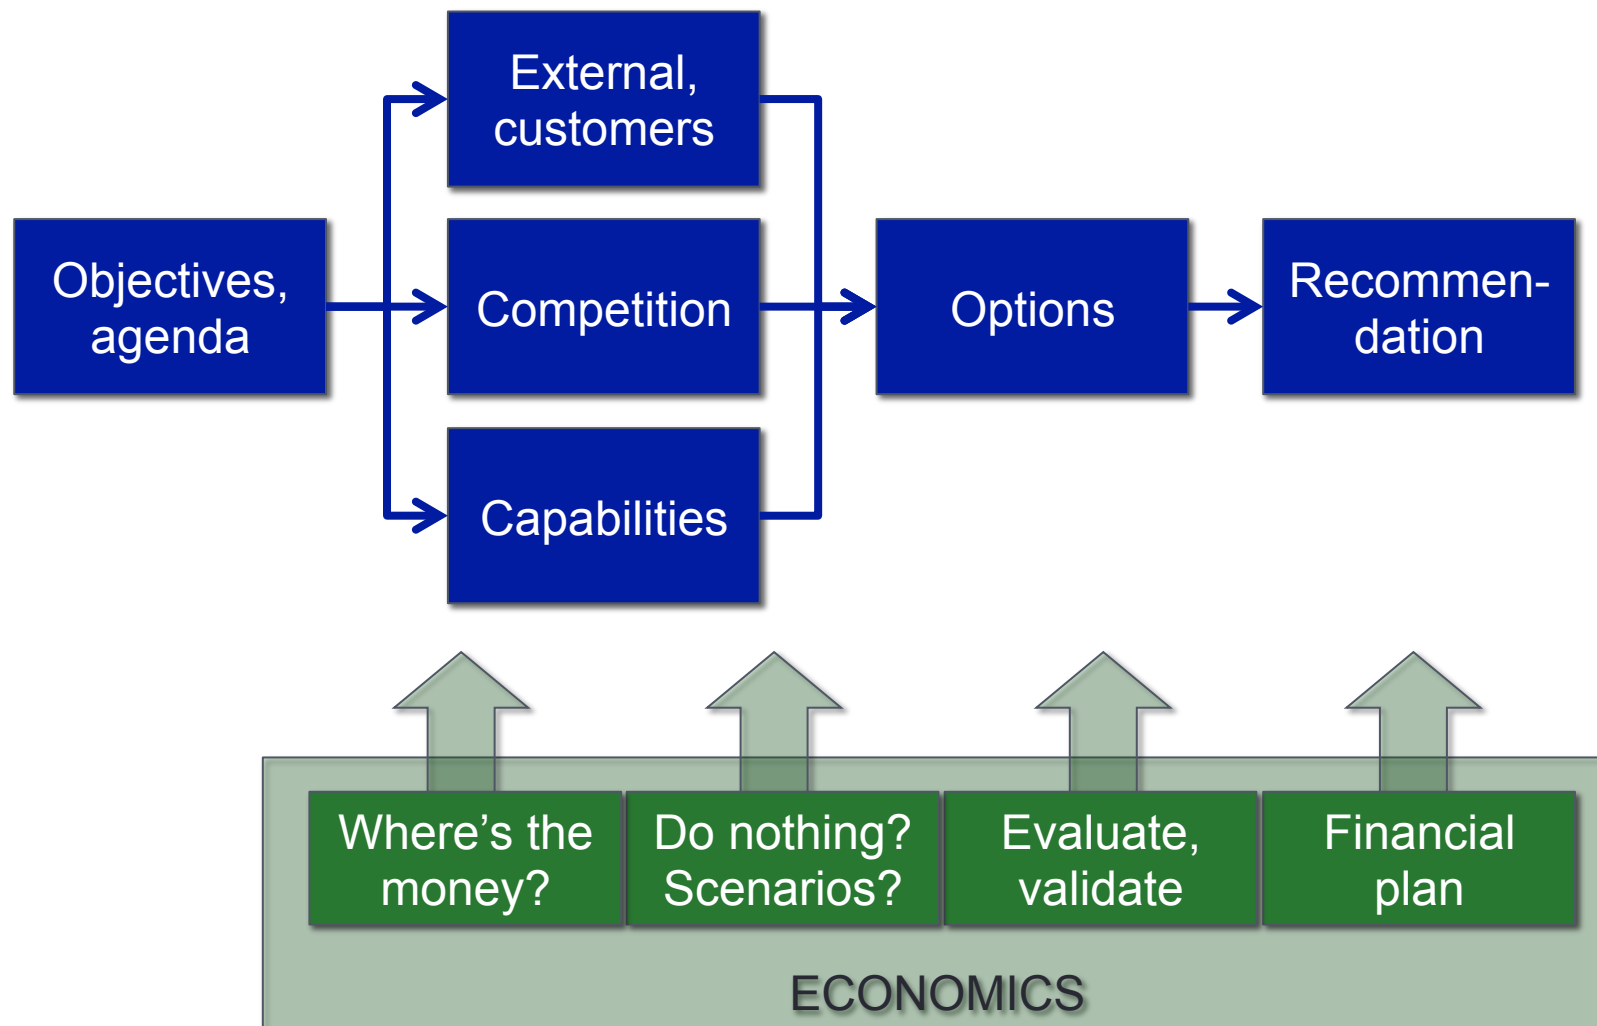 External,
customers
Objectives,
agenda
Competition
Options
Recommen-
dation
Capabilities
Where’s the
money?
Do nothing?
Scenarios?
Evaluate,
validate
Financial
plan
ECONOMICS